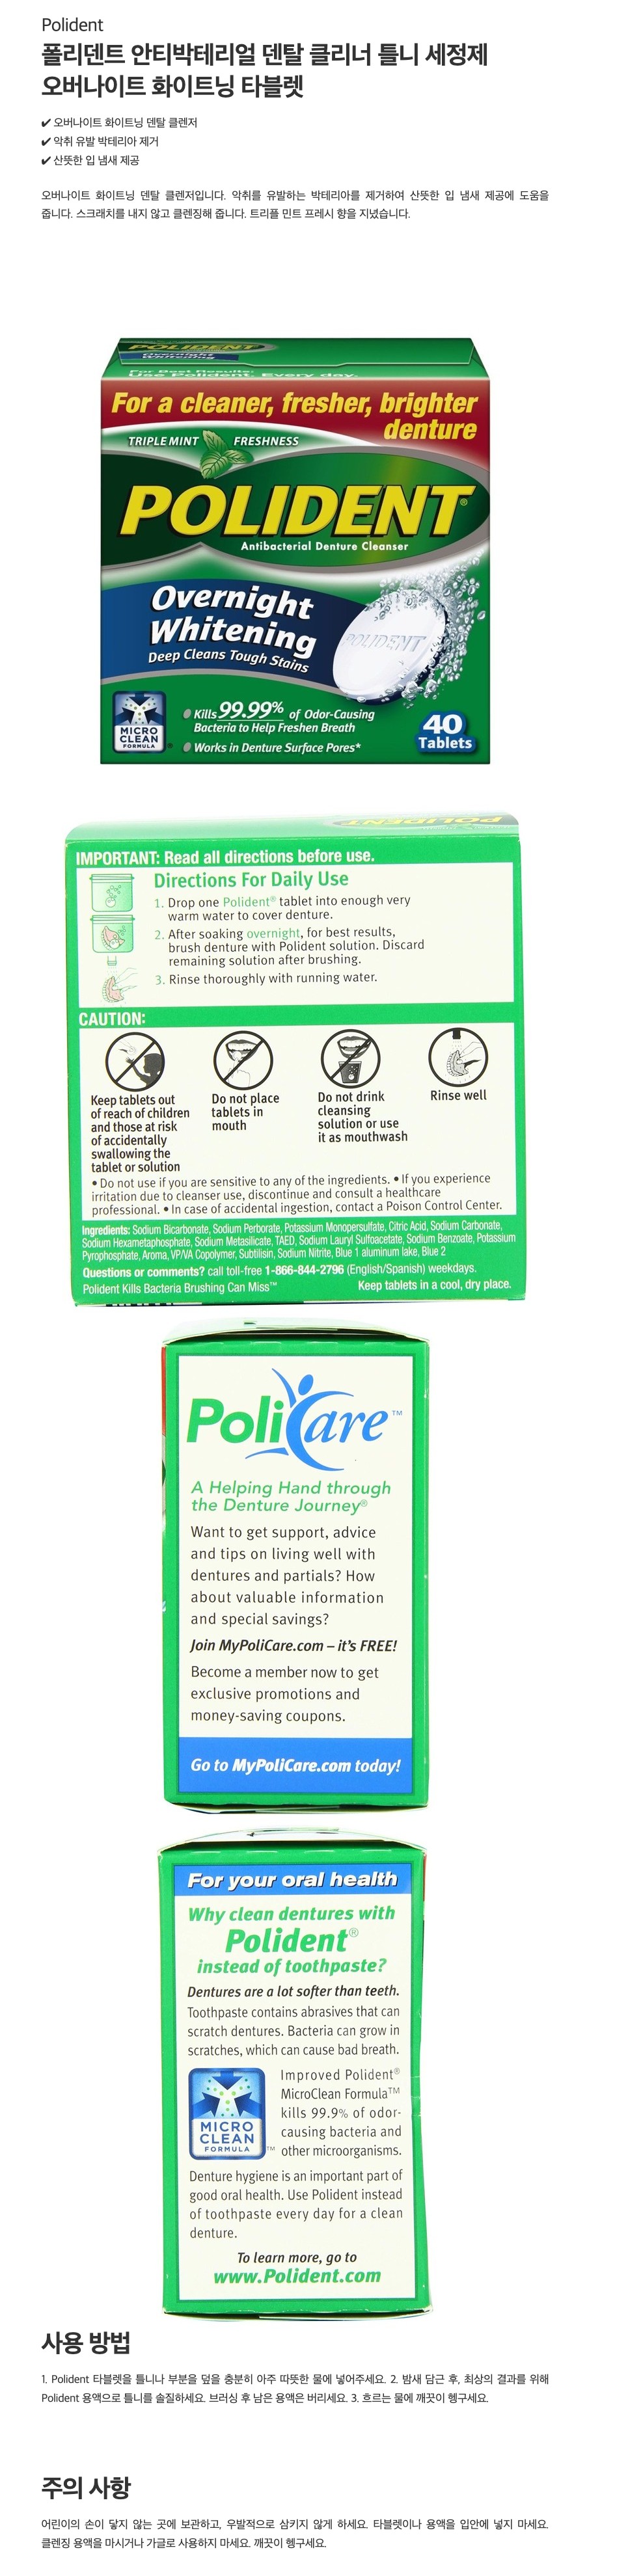 Polident
폴리덴트 안티박테리얼 덴탈 클리너 틀니 세정제
오버나이트 화이트닝 타블렛
✔ 오버나이트 화이트닝 덴탈 클렌저
✔ 악취 유발 박테리아 제거
✔ 산뜻한 입 냄새 제공
오버나이트 화이트닝 덴탈 클렌저입니다. 악취를 유발하는 박테리아를 제거하여 산뜻한 입 냄새 제공에 도움을
줍니다. 스크래치를 내지 않고 클렌징해 줍니다. 트리플 민트 프레시 향을 지녔습니다.
POLIDENT
Overnight
Whitening
For Best Results,
Use Polident. Every day.
For a cleaner, fresher, brighter
denture
TRIPLE MINT FRESHNESS
POLIDENT®
Antibacterial Denture Cleanser
Overnight
Whitening
Deep Cleans Tough Stains
POLIDENT
MICRO
CLEAN
FORMULA
Kills 99.99% of Odor-Causing
Bacteria to Help Freshen Breath
Works in Denture Surface Pores*
40
Tablets
POLIDENT
IMPORTANT: Read all directions before use.
Directions For Daily Use
1. Drop one Polident® tablet into enough very
warm water to cover denture.
2. After soaking overnight, for best results,
brush denture with Polident solution. Discard
remaining solution after brushing.
3. Rinse thoroughly with running water.
CAUTION:
Keep tablets out
of reach of children
and those at risk
of accidentally
swallowing the
tablet or solution
Do not place
tablets in
mouth
Do not drink
cleansing
solution or use
it as mouthwash
Rinse well
• Do not use if you are sensitive to any of the ingredients. • If you experience
irritation due to cleanser use, discontinue and consult a healthcare
professional. • In case of accidental ingestion, contact a Poison Control Center.
Ingredients: Sodium Bicarbonate, Sodium Perborate, Potassium Monopersulfate, Citric Acid, Sodium Carbonate,
Sodium Hexametaphosphate, Sodium Metasilicate, TAED, Sodium Lauryl Sulfoacetate, Sodium Benzoate, Potassium
Pyrophosphate, Aroma, VP/VA Copolymer, Subtilisin, Sodium Nitrite, Blue 1 aluminum lake, Blue 2
Questions or comments? call toll-free 1-866-844-2796 (English/Spanish) weekdays.
Polident Kills Bacteria Brushing Can Miss™ Keep tablets in a cool, dry place.
PoliCare™
A Helping Hand through
the Denture Journey®
Want to get support, advice
and tips on living well with
dentures and partials? How
about valuable information
and special savings?
Join MyPoliCare.com – it's FREE!
Become a member now to get
exclusive promotions and
money-saving coupons.
Go to MyPoliCare.com today!
For your oral health
Why clean dentures with
Polident®
instead of toothpaste?
Dentures are a lot softer than teeth.
Toothpaste contains abrasives that can
scratch dentures. Bacteria can grow in
scratches, which can cause bad breath.
MICRO
CLEAN
FORMULA™
Improved Polident®
MicroClean Formula™
kills 99.9% of odor-
causing bacteria and
other microorganisms.
Denture hygiene is an important part of
good oral health. Use Polident instead
of toothpaste every day for a clean
denture.
To learn more, go to
www.Polident.com
사용 방법
1. Polident 타블렛을 틀니나 부분을 덮을 충분히 아주 따뜻한 물에 넣어주세요. 2. 밤새 담근 후, 최상의 결과를 위해
Polident 용액으로 틀니를 솔질하세요. 브러싱 후 남은 용액은 버리세요. 3. 흐르는 물에 깨끗이 헹구세요.
주의 사항
어린이의 손이 닿지 않는 곳에 보관하고, 우발적으로 삼키지 않게 하세요. 타블렛이나 용액을 입안에 넣지 마세요.
클렌징 용액을 마시거나 가글로 사용하지 마세요. 깨끗이 헹구세요.